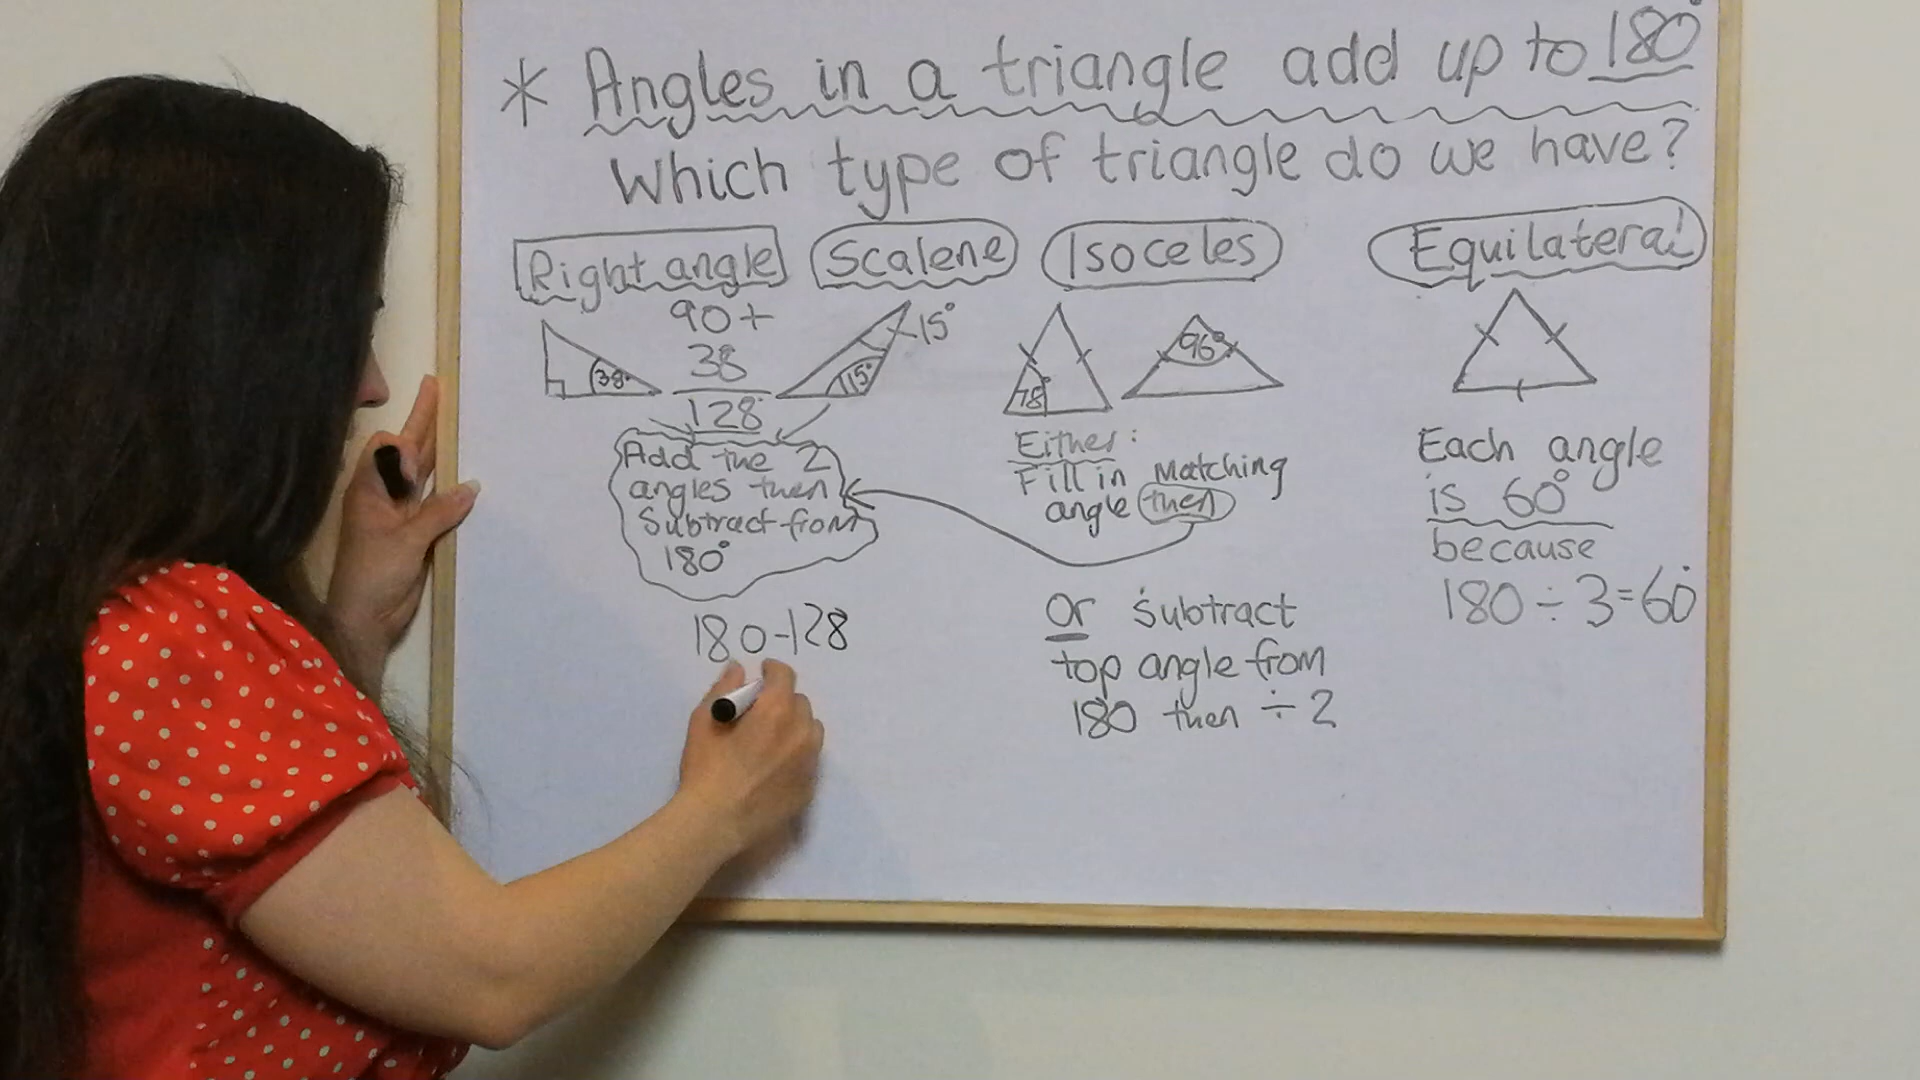 * Angles in a triangle add up to 180°
Which type of triangle do we have?
Right angle
Scalene
Isoceles
Equilateral
90+
38
128
38°
15°
115°
78°
96°
Add the 2
angles then
Subtract from
180°
180-128
Either:
Fill in matching
angle then
Or subtract
top angle from
180 then ÷ 2
Each angle
is 60°
because
180 ÷ 3=60°